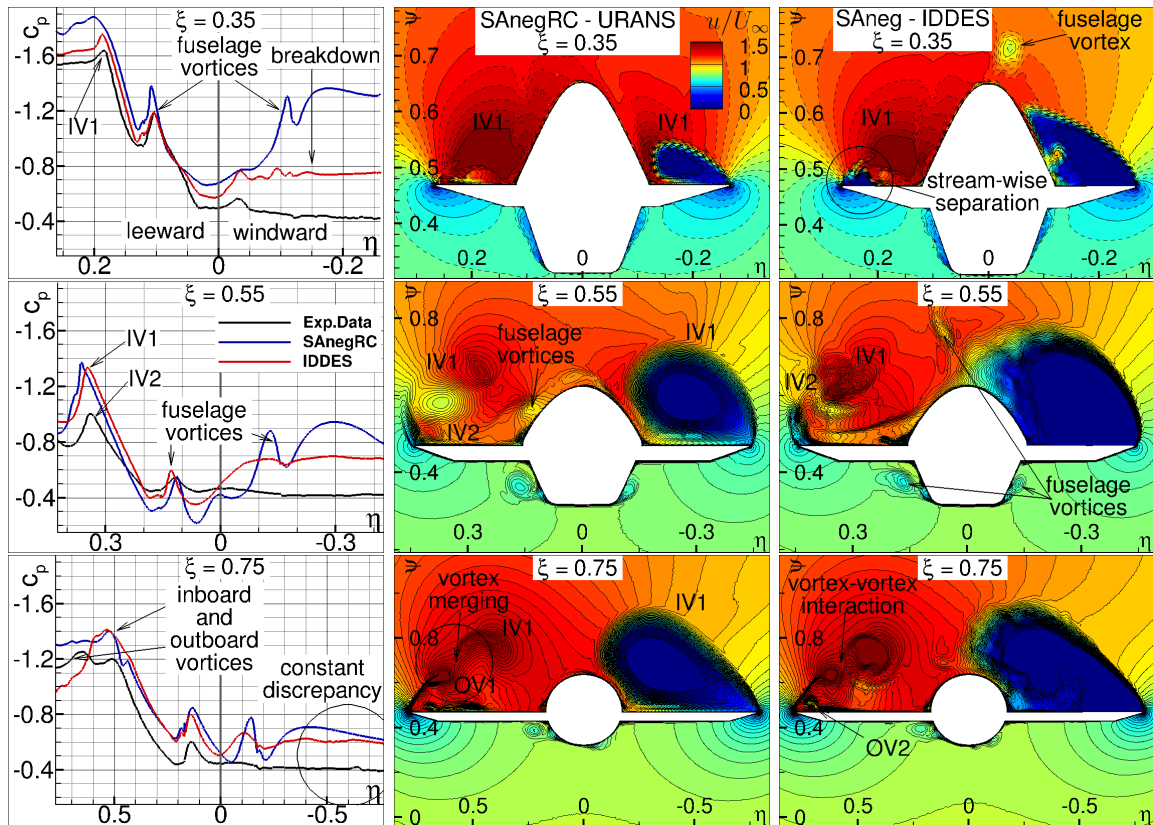 cp
ξ = 0.35
-1.6
-1.2
-0.8
-0.4
fuselage
vortices
breakdown
IV1
leeward
windward
η
0.2
0
-0.2
SAnegRC - URANS
ξ = 0.35
u/U∞
1.5
1
0.5
0
ψ
0.7
0.6
0.5
0.4
IV1
IV1
0.2
0
-0.2
η
SAneg - IDDES
ξ = 0.35
fuselage
vortex
ψ
0.7
0.6
0.5
0.4
IV1
stream-wise
separation
0.2
0
-0.2
η
cp
ξ = 0.55
-1.6
-1.2
-0.8
-0.4
IV1
IV2
Exp.Data
SAnegRC
IDDES
fuselage
vortices
η
0.3
0
-0.3
ψ
ξ = 0.55
0.8
0.4
IV1
fuselage
vortices
IV1
IV2
0.3
0
-0.3
η
ψ
ξ = 0.55
0.8
0.4
IV1
IV2
fuselage
vortices
0.3
0
-0.3
η
cp
ξ = 0.75
-1.6
-1.2
-0.8
-0.4
inboard
and
outboard
vortices
constant
discrepancy
η
0.5
0
-0.5
ψ
ξ = 0.75
0.8
0.4
0
vortex
merging
IV1
IV1
OV1
0.5
0
-0.5
η
ψ
ξ = 0.75
0.8
0.4
0
vortex-vortex
interaction
OV2
0.5
0
-0.5
η